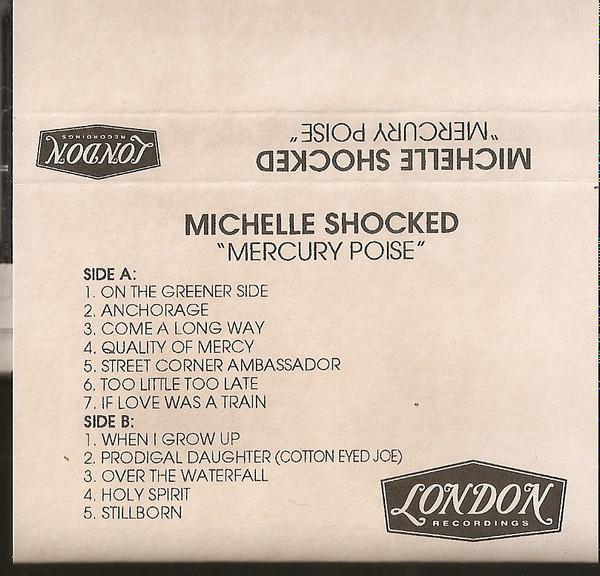 "MERCURY POISE"
MICHELLE SHOCKED
LONDON
RECORDINGS
MICHELLE SHOCKED
"MERCURY POISE"
SIDE A:
1. ON THE GREENER SIDE
2. ANCHORAGE
3. COME A LONG WAY
4. QUALITY OF MERCY
5. STREET CORNER AMBASSADOR
6. TOO LITTLE TOO LATE
7. IF LOVE WAS A TRAIN
SIDE B:
1. WHEN I GROW UP
2. PRODIGAL DAUGHTER (COTTON EYED JOE)
3. OVER THE WATERFALL
4. HOLY SPIRIT
5. STILLBORN
LONDON
RECORDINGS